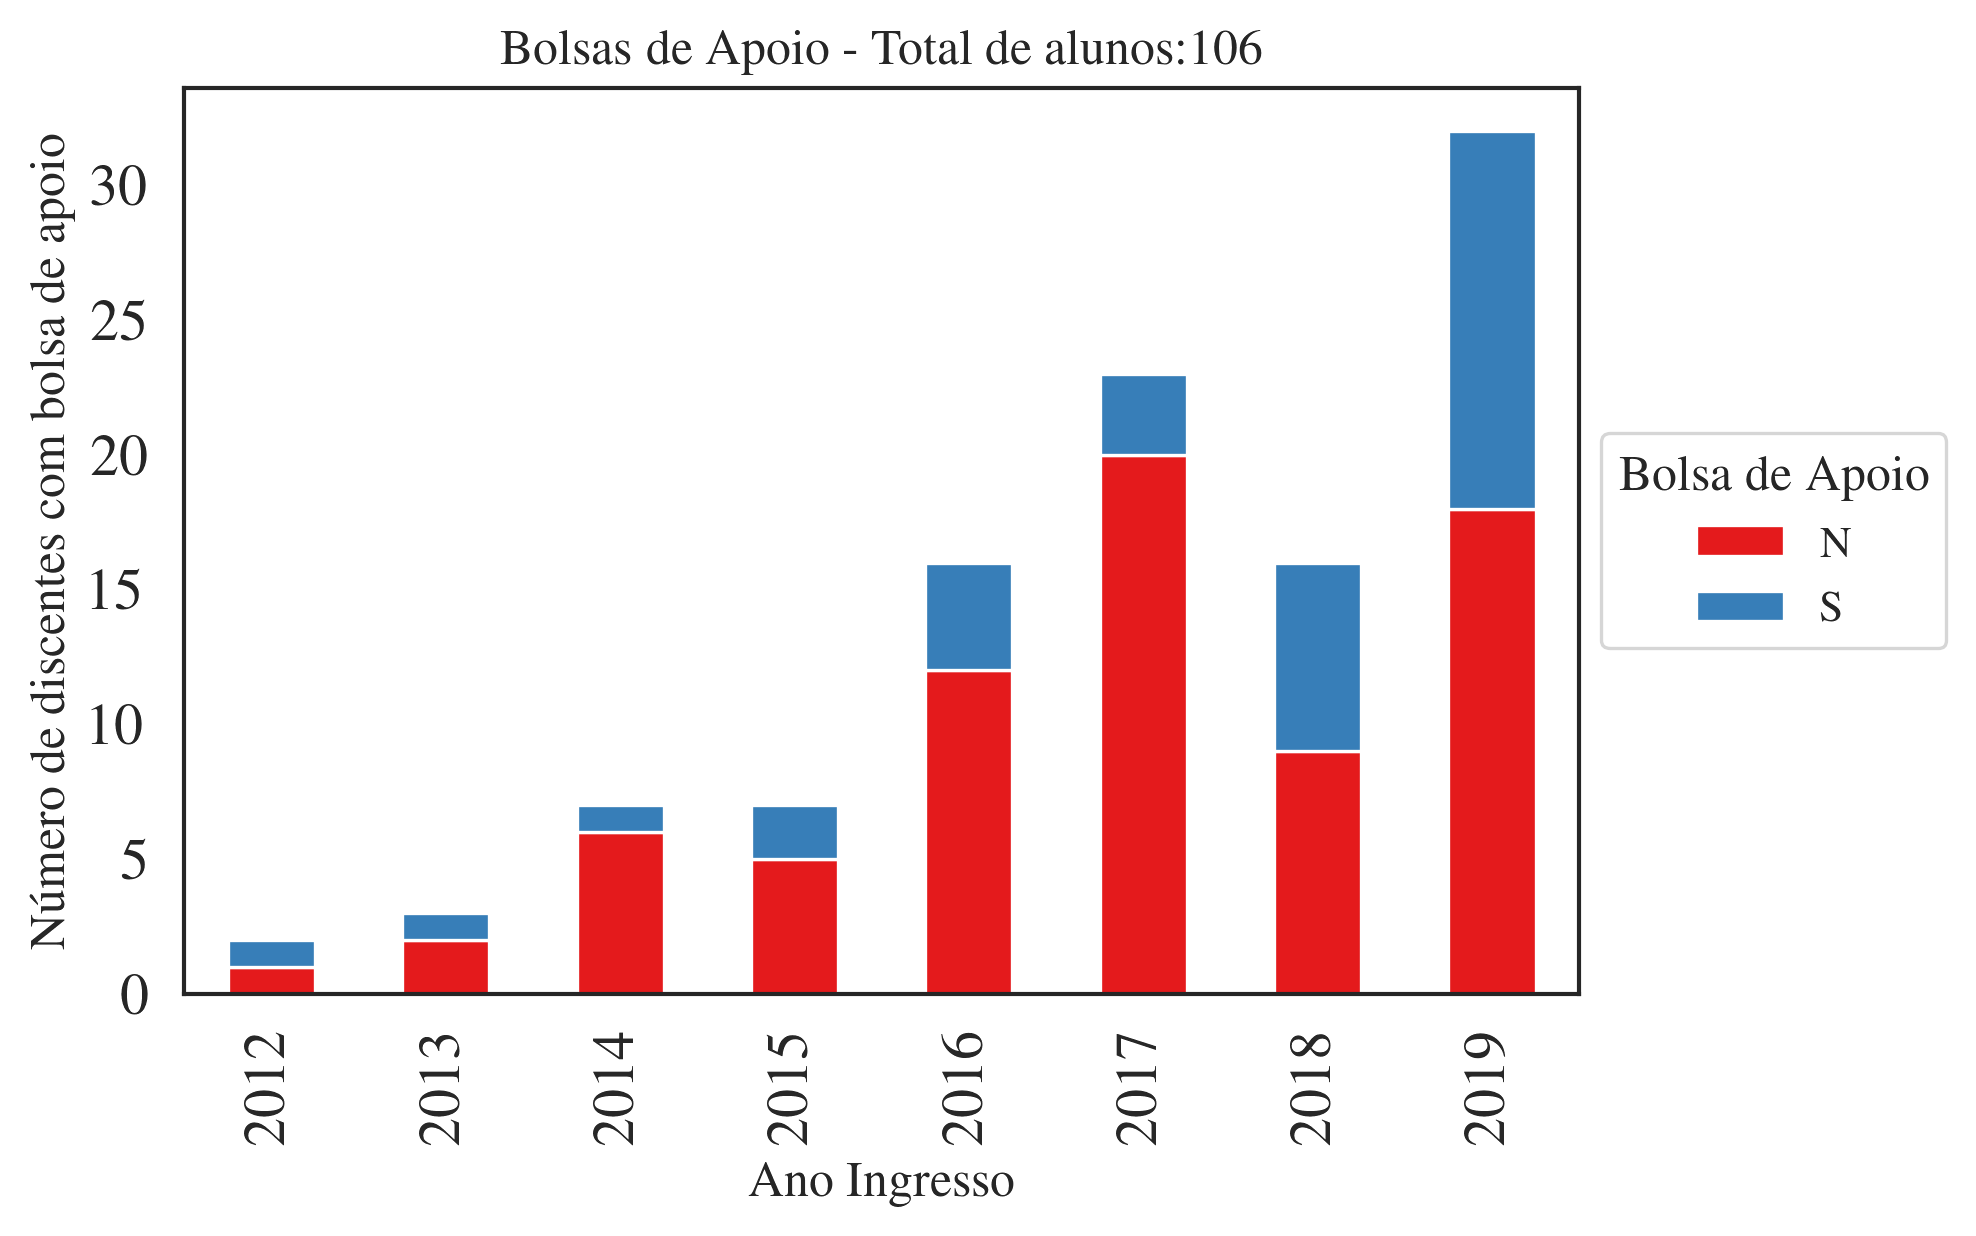 Bolsas de Apoio - Total de alunos:106
Número de discentes com bolsa de apoio
30
25
20
15
10
5
0
2012
2013
2014
2015
2016
2017
2018
2019
Ano Ingresso
Bolsa de Apoio
N
S